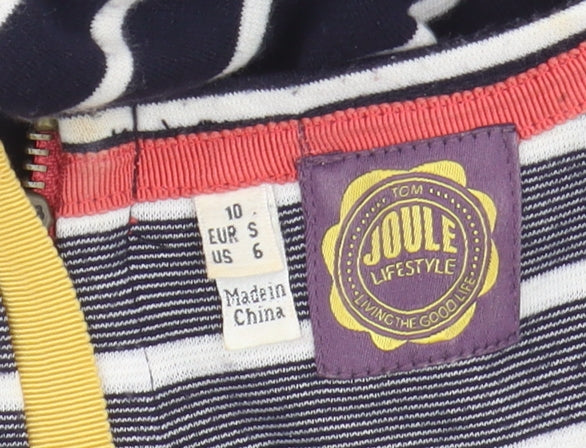 10
EUR S
US 6
Made in
China
TOM
JOULE
LIFESTYLE
LIVING THE GOOD LIFE